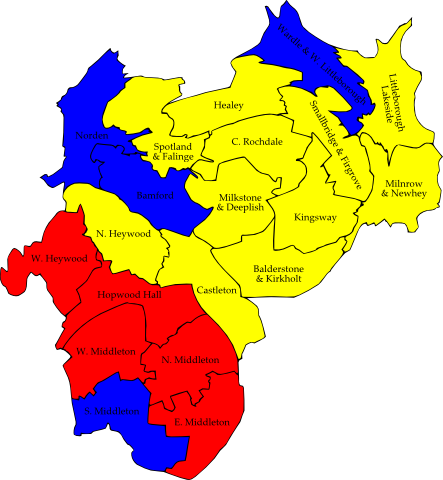 Wardle & W. Littleborough
Littleborough
Lakeside
Healey
Smallbridge & Firgrove
Norden
C. Rochdale
Spotland
& Falinge
Bamford
Milkstone
& Deeplish
Milnrow
& Newhey
Kingsway
N. Heywood
W. Heywood
Balderstone
& Kirkholt
Castleton
Hopwood Hall
W. Middleton
N. Middleton
S. Middleton
E. Middleton